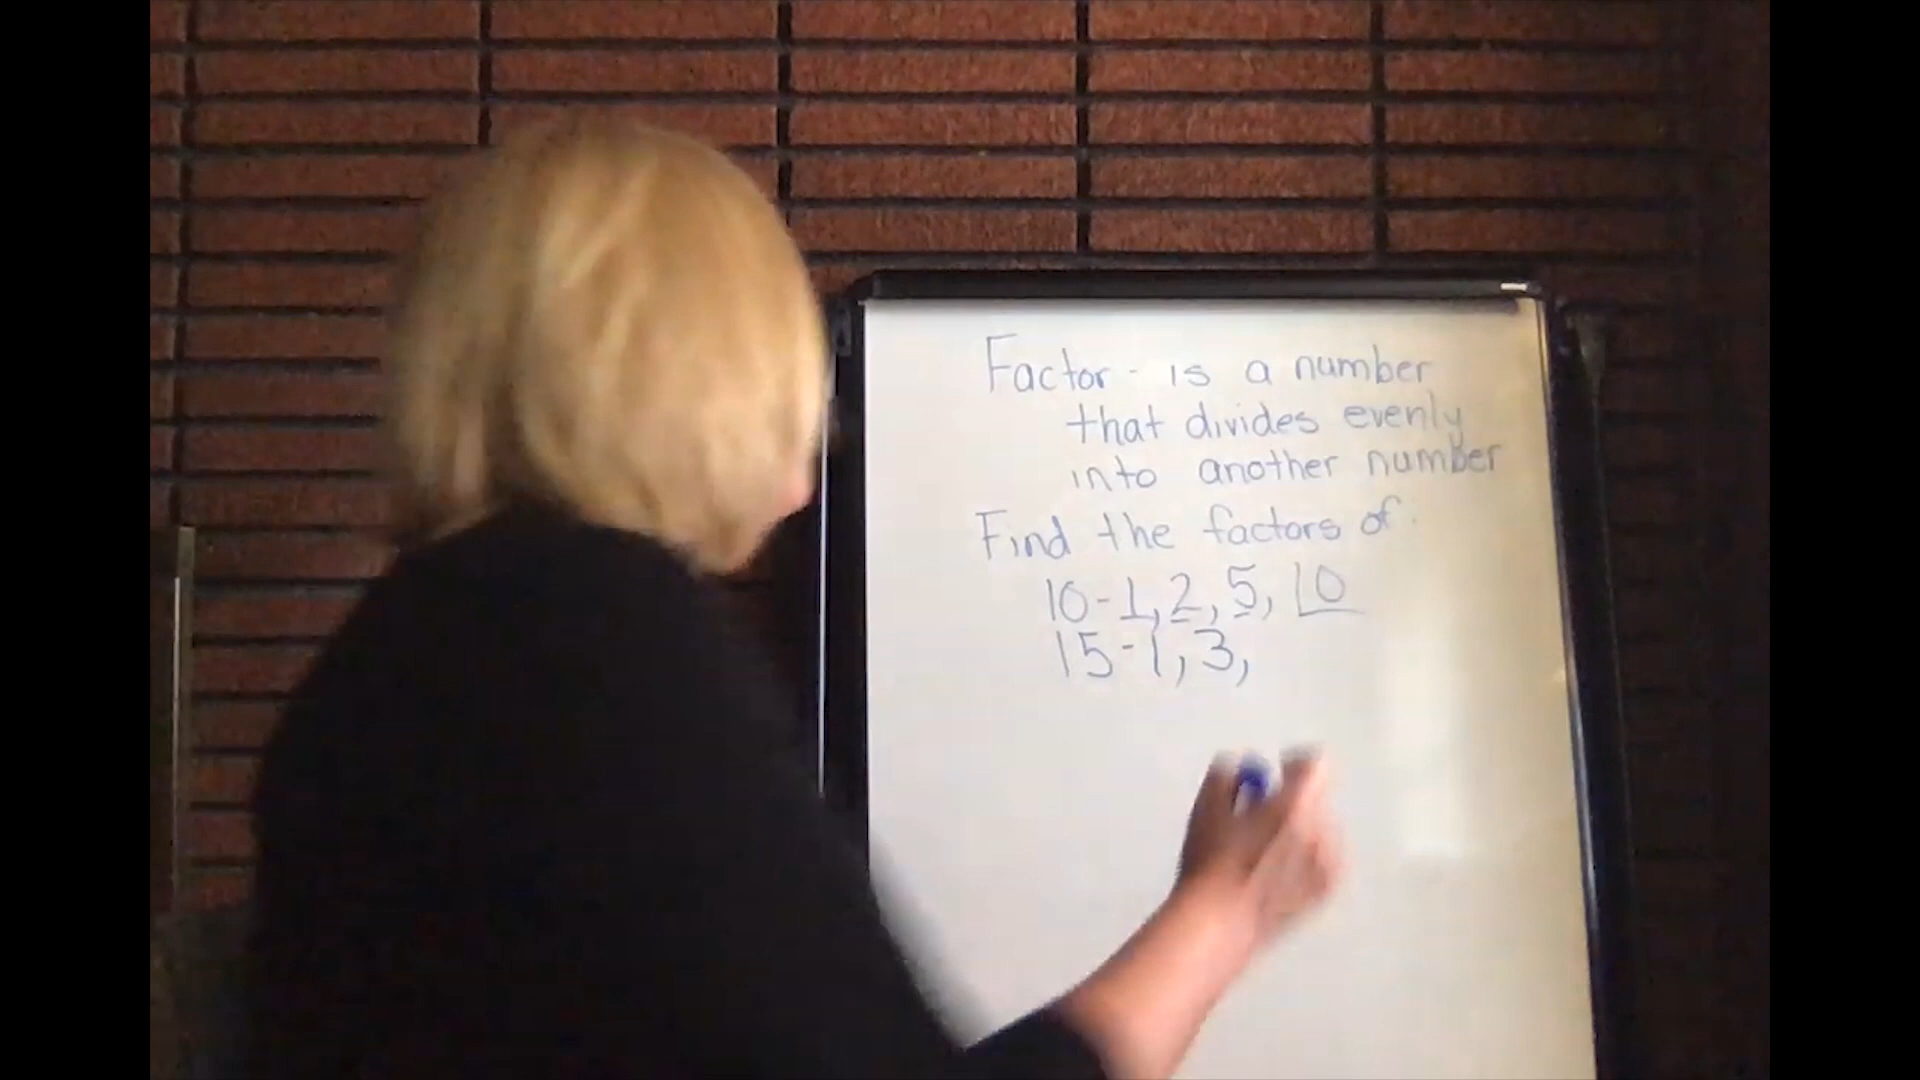 Factor - is a number
that divides evenly
into another number
Find the factors of:
10 - 1, 2, 5, 10
15 - 1, 3,